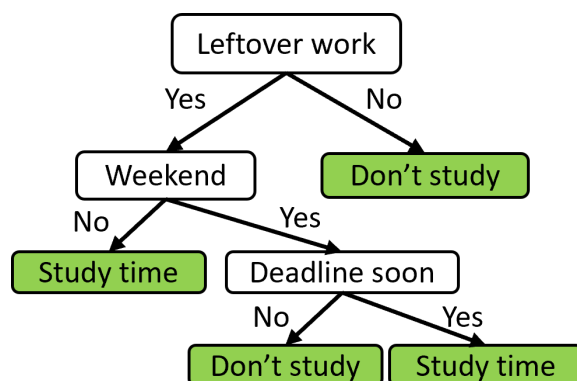 Leftover work
Yes
No
Weekend
Don't study
No
Yes
Study time
Deadline soon
No
Yes
Don't study
Study time